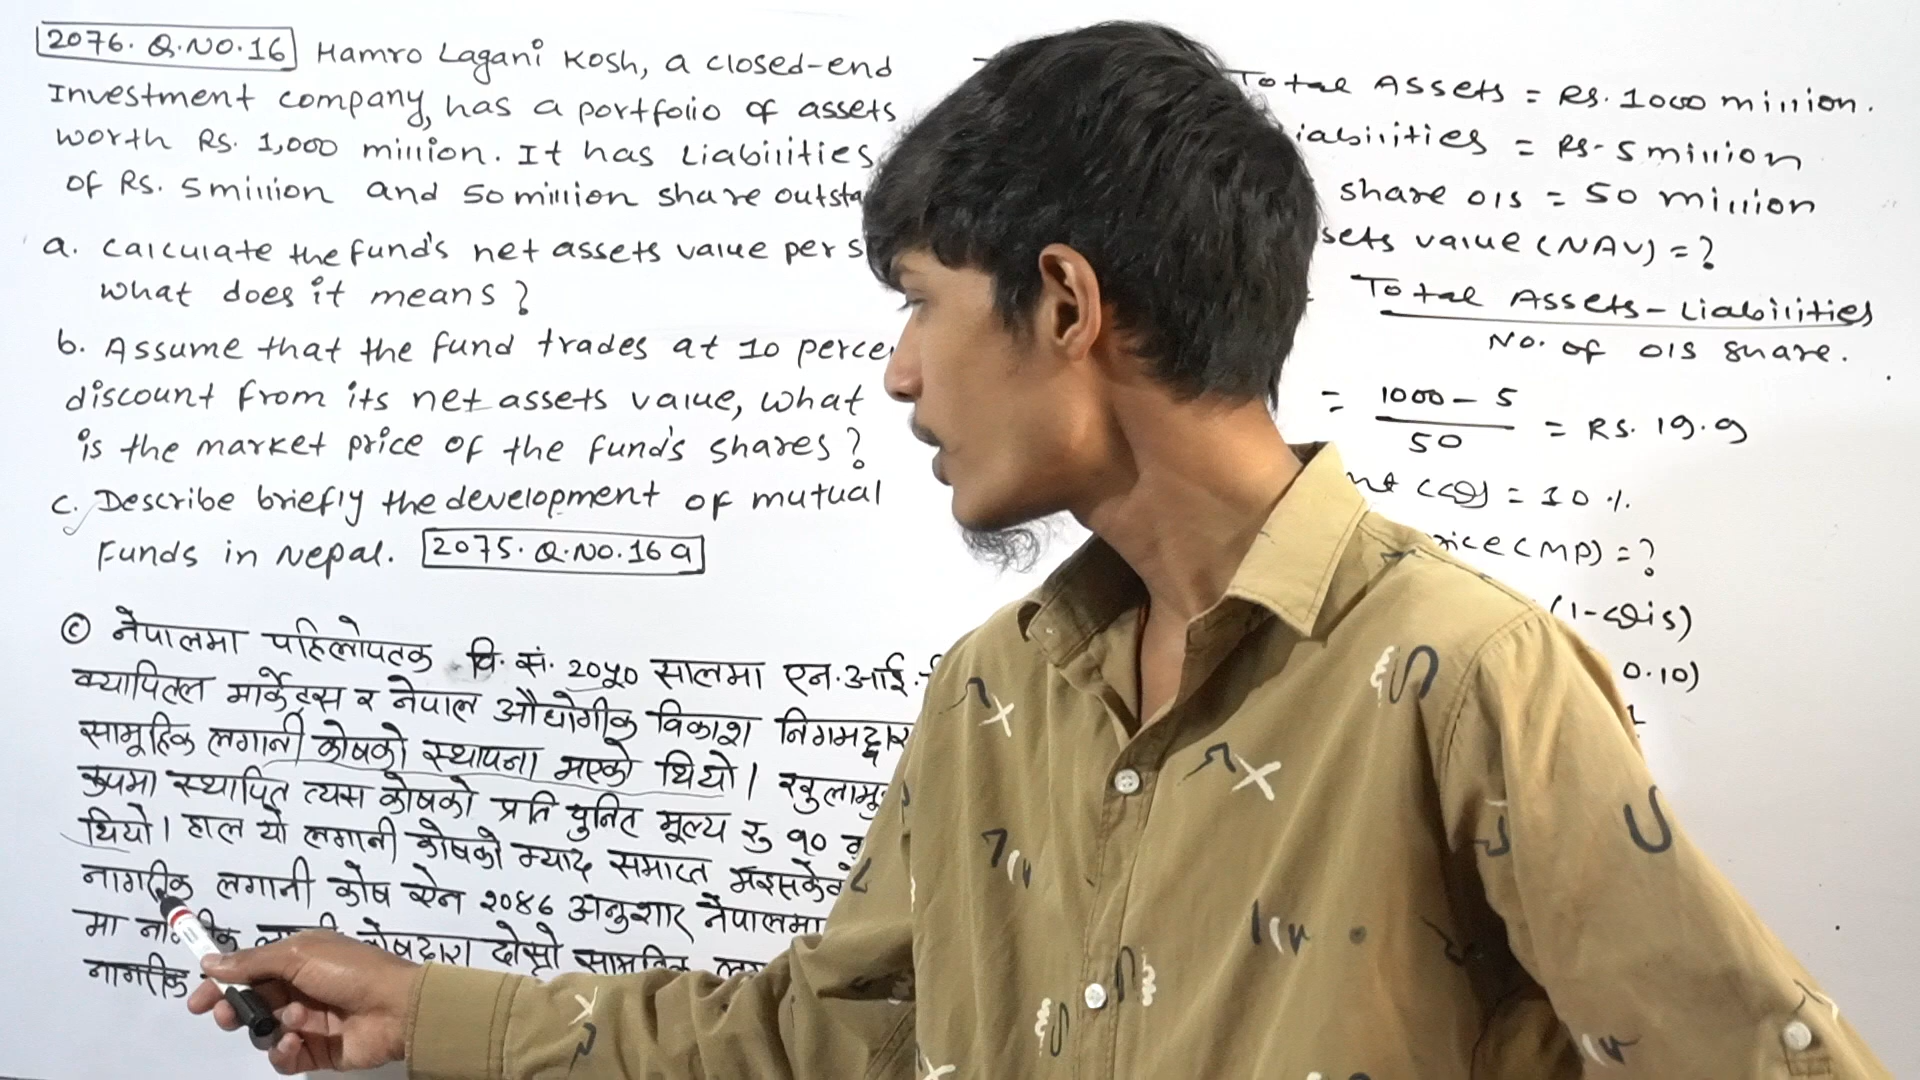 2076. Q.NO.16 Hamro Lagani Kosh, a closed-end
Investment company, has a portfolio of assets
worth Rs. 1,000 million. It has Liabilities
of Rs. 5 million and 50 million share
a. Calculate the fund's net assets value per
what does it means?
b. Assume that the fund trades at 10
discount from its net assets value, what
is the market price of the fund's shares?
c. Describe briefly the development of mutual
Funds in Nepal. 2075. Q.NO.16 a
© नेपालमा पहिलोपटक वि. सं. २०५० सालमा एन.आई.
क्यापिटल मार्केट्स र नेपाल औद्योगीक विकाश
सामूहिक लगानी कोषको स्थापना भएको थियो।
रुपमा स्थापित त्यस कोषको प्रति युनिट मूल्य रु १०
थियो। हाल यो लगानी कोषको म्याद समाप्त
नागरीक लगानी कोष ऐन २०४६ अनुशार नेपालमा
मा दोस्रो
नागरीक
Total Assets = Rs. 1000 million.
= Rs. 5 million
share o/s = 50 million
value (NAV) = ?
Total Assets - Liabilities
No. of o/s share.
= 1000 - 5
50
= Rs. 19.9
= 10 %.
(MP) = ?
(1-dis)
0.10)